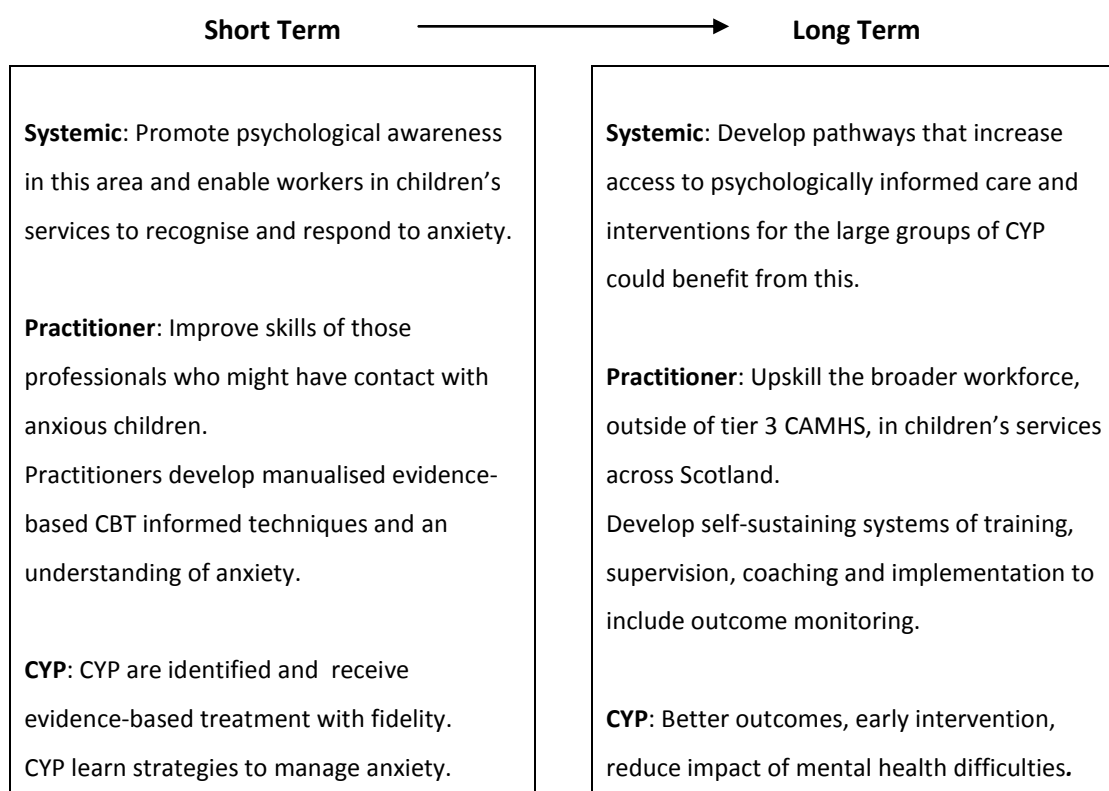 Short Term
Long Term
Systemic: Promote psychological awareness
in this area and enable workers in children’s
services to recognise and respond to anxiety.
Practitioner: Improve skills of those
professionals who might have contact with
anxious children.
Practitioners develop manualised evidence-
based CBT informed techniques and an
understanding of anxiety.
CYP: CYP are identified and  receive
evidence-based treatment with fidelity.
CYP learn strategies to manage anxiety.
Systemic: Develop pathways that increase
access to psychologically informed care and
interventions for the large groups of CYP
could benefit from this.
Practitioner: Upskill the broader workforce,
outside of tier 3 CAMHS, in children’s services
across Scotland.
Develop self-sustaining systems of training,
supervision, coaching and implementation to
include outcome monitoring.
CYP: Better outcomes, early intervention,
reduce impact of mental health difficulties.